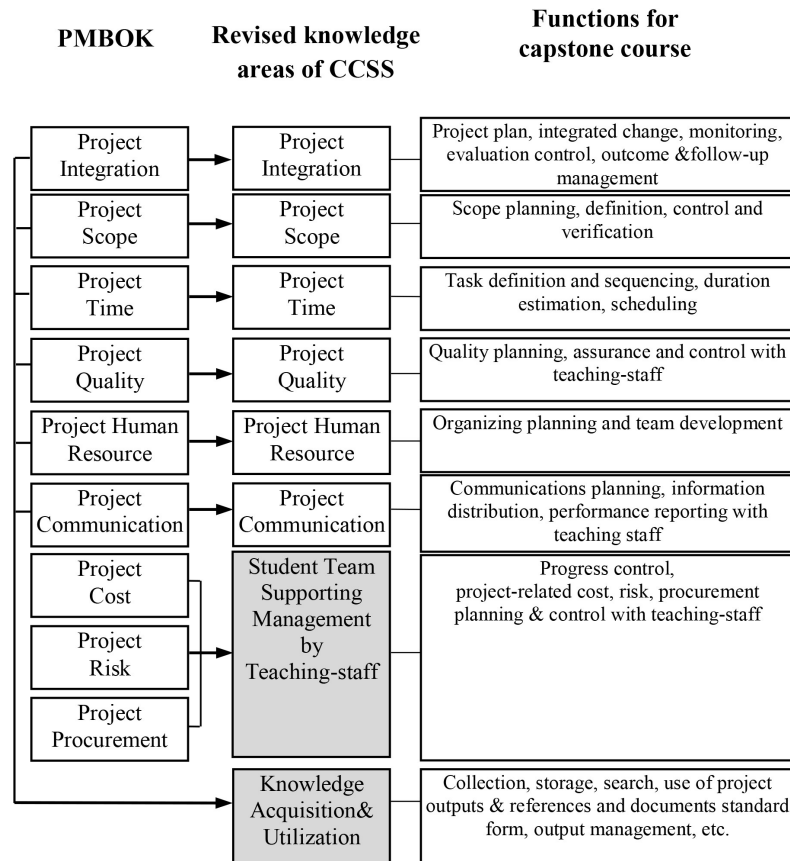 PMBOK
Revised knowledge
areas of CCSS
Functions for
capstone course
Project
Integration
Project
Integration
Project plan, integrated change, monitoring,
evaluation control, outcome &follow-up
management
Project
Scope
Project
Scope
Scope planning, definition, control and
verification
Project
Time
Project
Time
Task definition and sequencing, duration
estimation, scheduling
Project
Quality
Project
Quality
Quality planning, assurance and control with
teaching-staff
Project Human
Resource
Project Human
Resource
Organizing planning and team development
Project
Communication
Project
Communication
Communications planning, information
distribution, performance reporting with
teaching staff
Project
Cost
Project
Risk
Project
Procurement
Student Team
Supporting
Management
by
Teaching-staff
Progress control,
project-related cost, risk, procurement
planning & control with teaching-staff
Knowledge
Acquisition&
Utilization
Collection, storage, search, use of project
outputs & references and documents standard
form, output management, etc.